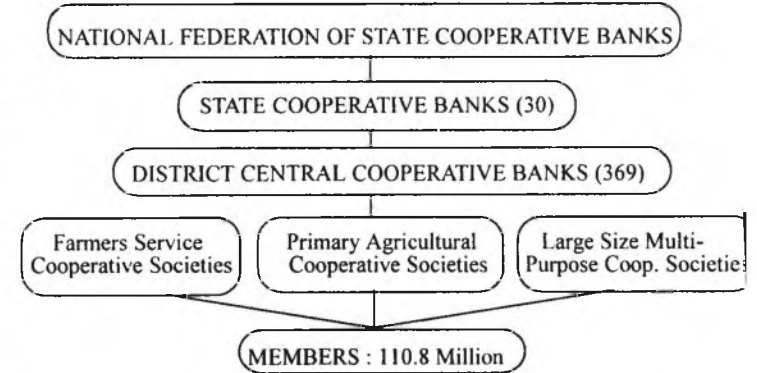 NATIONAL FEDERATION OF STATE COOPERATIVE BANKS
STATE COOPERATIVE BANKS (30)
DISTRICT CENTRAL COOPERATIVE BANKS (369)
Farmers Service
Cooperative Societies
Primary Agricultural
Cooperative Societies
Large Size Multi-
Purpose Coop. Societie
MEMBERS : 110.8 Million